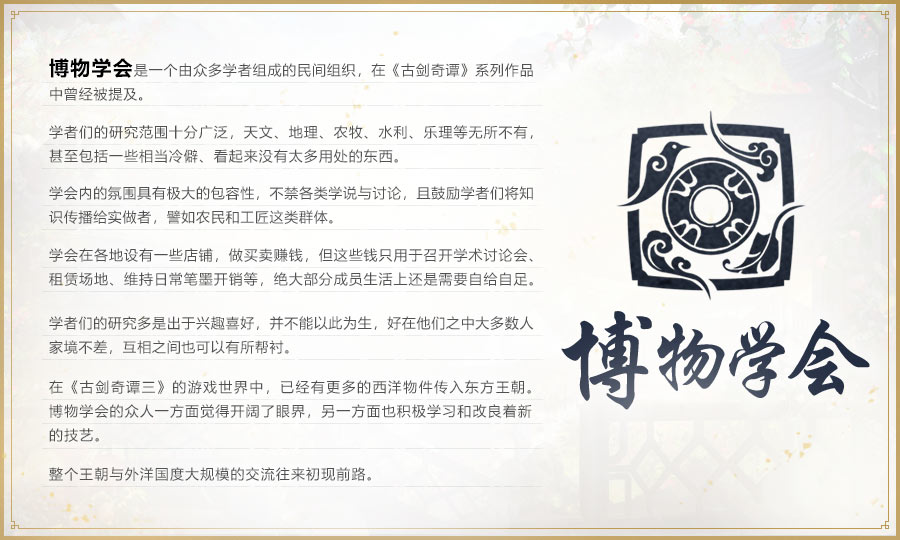 博物学会是一个由众多学者组成的民间组织，在《古剑奇谭》系列作品
中曾经被提及。
学者们的研究范围十分广泛，天文、地理、农牧、水利、乐理等无所不有，
甚至包括一些相当冷僻、看起来没有太多用处的东西。
学会内的氛围具有极大的包容性，不禁各类学说与讨论，且鼓励学者们将知
识传播给实做者，譬如农民和工匠这类群体。
学会在各地设有一些店铺，做买卖赚钱，但这些钱只用于召开学术讨论会、
租赁场地、维持日常笔墨开销等，绝大部分成员生活上还是需要自给自足。
学者们的研究多是出于兴趣喜好，并不能以此为生，好在他们之中大多数人
家境不差，互相之间也可以有所帮衬。
在《古剑奇谭三》的游戏世界中，已经有更多的西洋物件传入东方王朝。
博物学会的众人一方面觉得开阔了眼界，另一方面也积极学习和改良着新
的技艺。
整个王朝与外洋国度大规模的交流往来初现前路。
博物学会